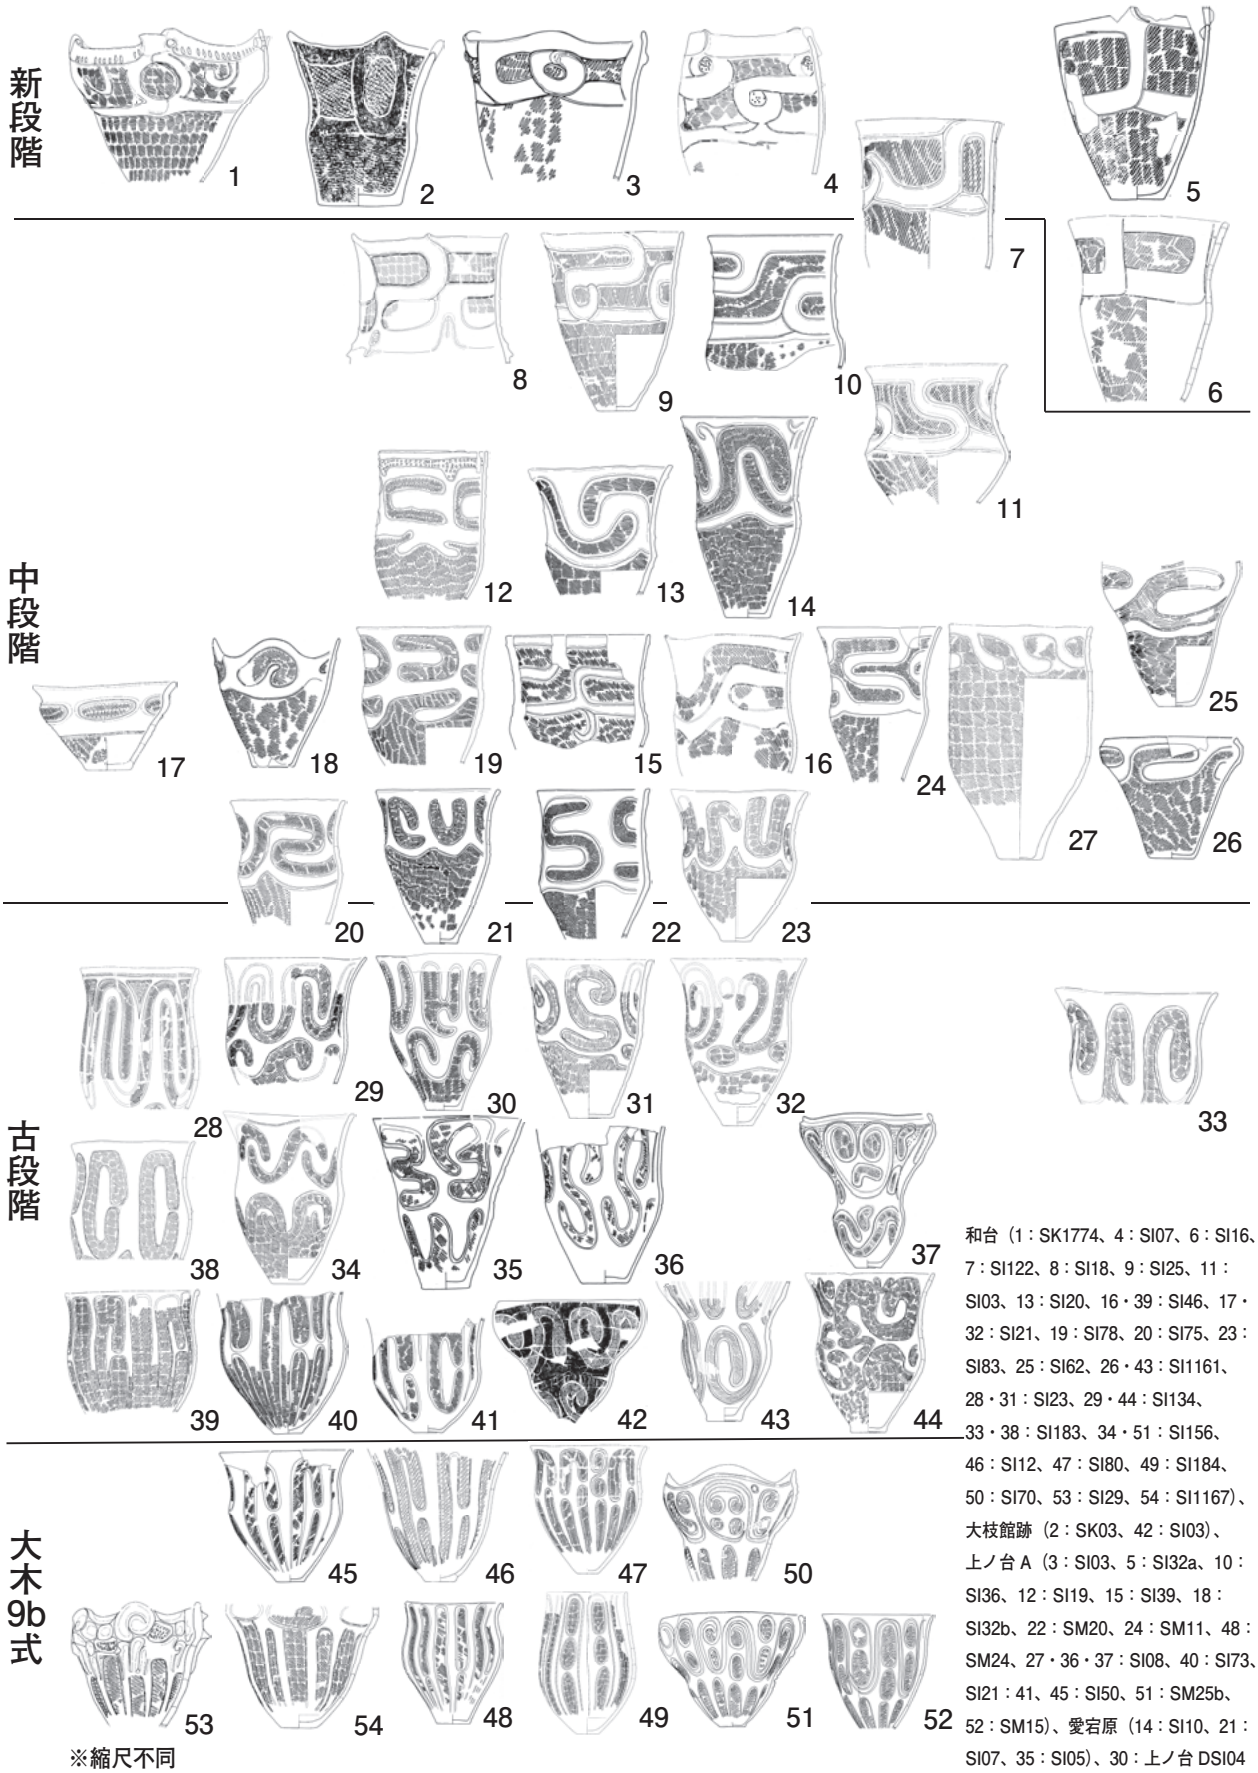 新段階
1
2
3
4
5
6
7
中段階
8
9
10
11
12
13
14
17
18
19
15
16
24
27
25
26
20
21
22
23
古段階
28
29
30
31
32
33
38
34
35
36
37
39
40
41
42
43
44
大木9b式
45
46
47
50
53
54
48
49
51
52
※縮尺不同
和台（1：SK1774、4：SI07、6：SI16、
7：SI122、8：SI18、9：SI25、11：
SI03、13：SI20、16・39：SI46、17・
32：SI21、19：SI78、20：SI75、23：
SI83、25：SI62、26・43：SI1161、
28・31：SI23、29・44：SI134、
33・38：SI183、34・51：SI156、
46：SI12、47：SI80、49：SI184、
50：SI70、53：SI29、54：SI1167）、
大枝館跡（2：SK03、42：SI03）、
上ノ台 A（3：SI03、5：SI32a、10：
SI36、12：SI19、15：SI39、18：
SI32b、22：SM20、24：SM11、48：
SM24、27・36・37：SI08、40：SI73、
SI21：41、45：SI50、51：SM25b、
52：SM15）、愛宕原（14：SI10、21：
SI07、35：SI05）、30：上ノ台 DSI04